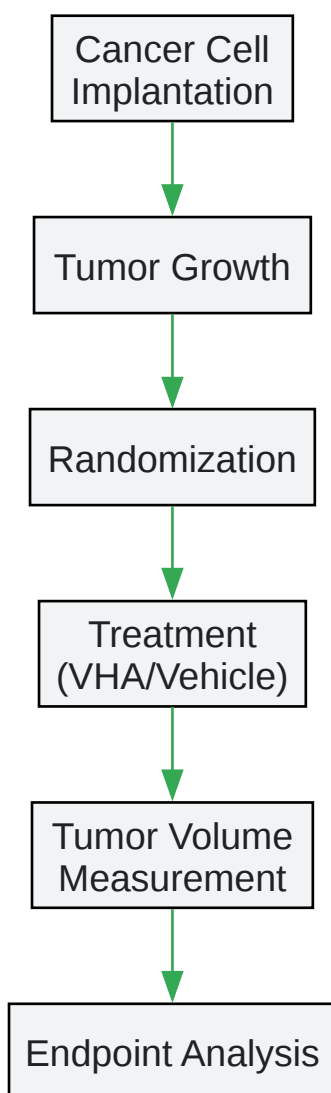 Cancer Cell
Implantation
Tumor Growth
Randomization
Treatment
(VHA/Vehicle)
Tumor Volume
Measurement
Endpoint Analysis